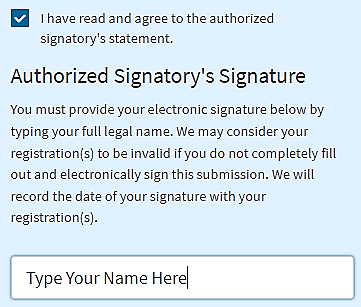 I have read and agree to the authorized
signatory's statement.
Authorized Signatory's Signature
You must provide your electronic signature below by
typing your full legal name. We may consider your
registration(s) to be invalid if you do not completely fill
out and electronically sign this submission. We will
record the date of your signature with your
registration(s).
Type Your Name Here